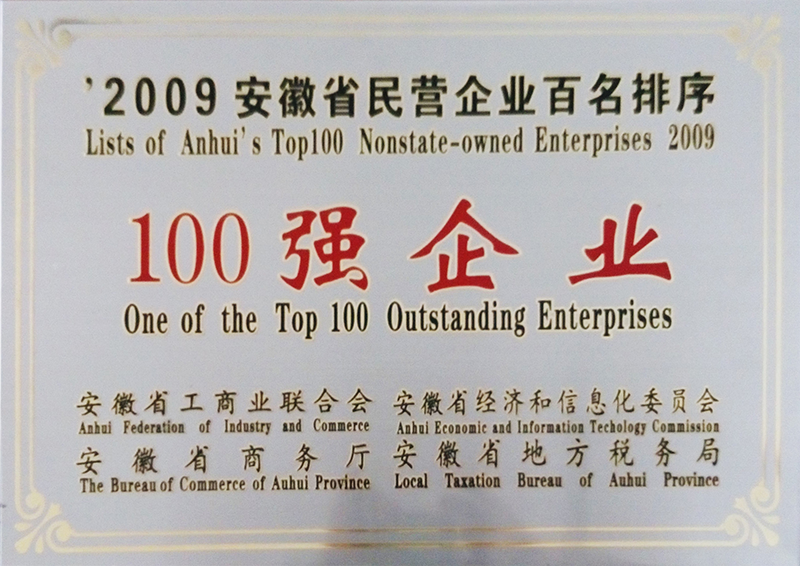 '2009安徽省民营企业百名排序
Lists of Anhui's Top100 Nonstate-owned Enterprises 2009
100强企业
One of the Top 100 Outstanding Enterprises
安徽省工商业联合会
Anhui Federation of Industry and Commerce
安徽省经济和信息化委员会
Anhui Economic and Information Techology Commission
安徽省商务厅
The Bureau of Commerce of Auhui Province
安徽省地方税务局
Local Taxation Bureau of Auhui Province